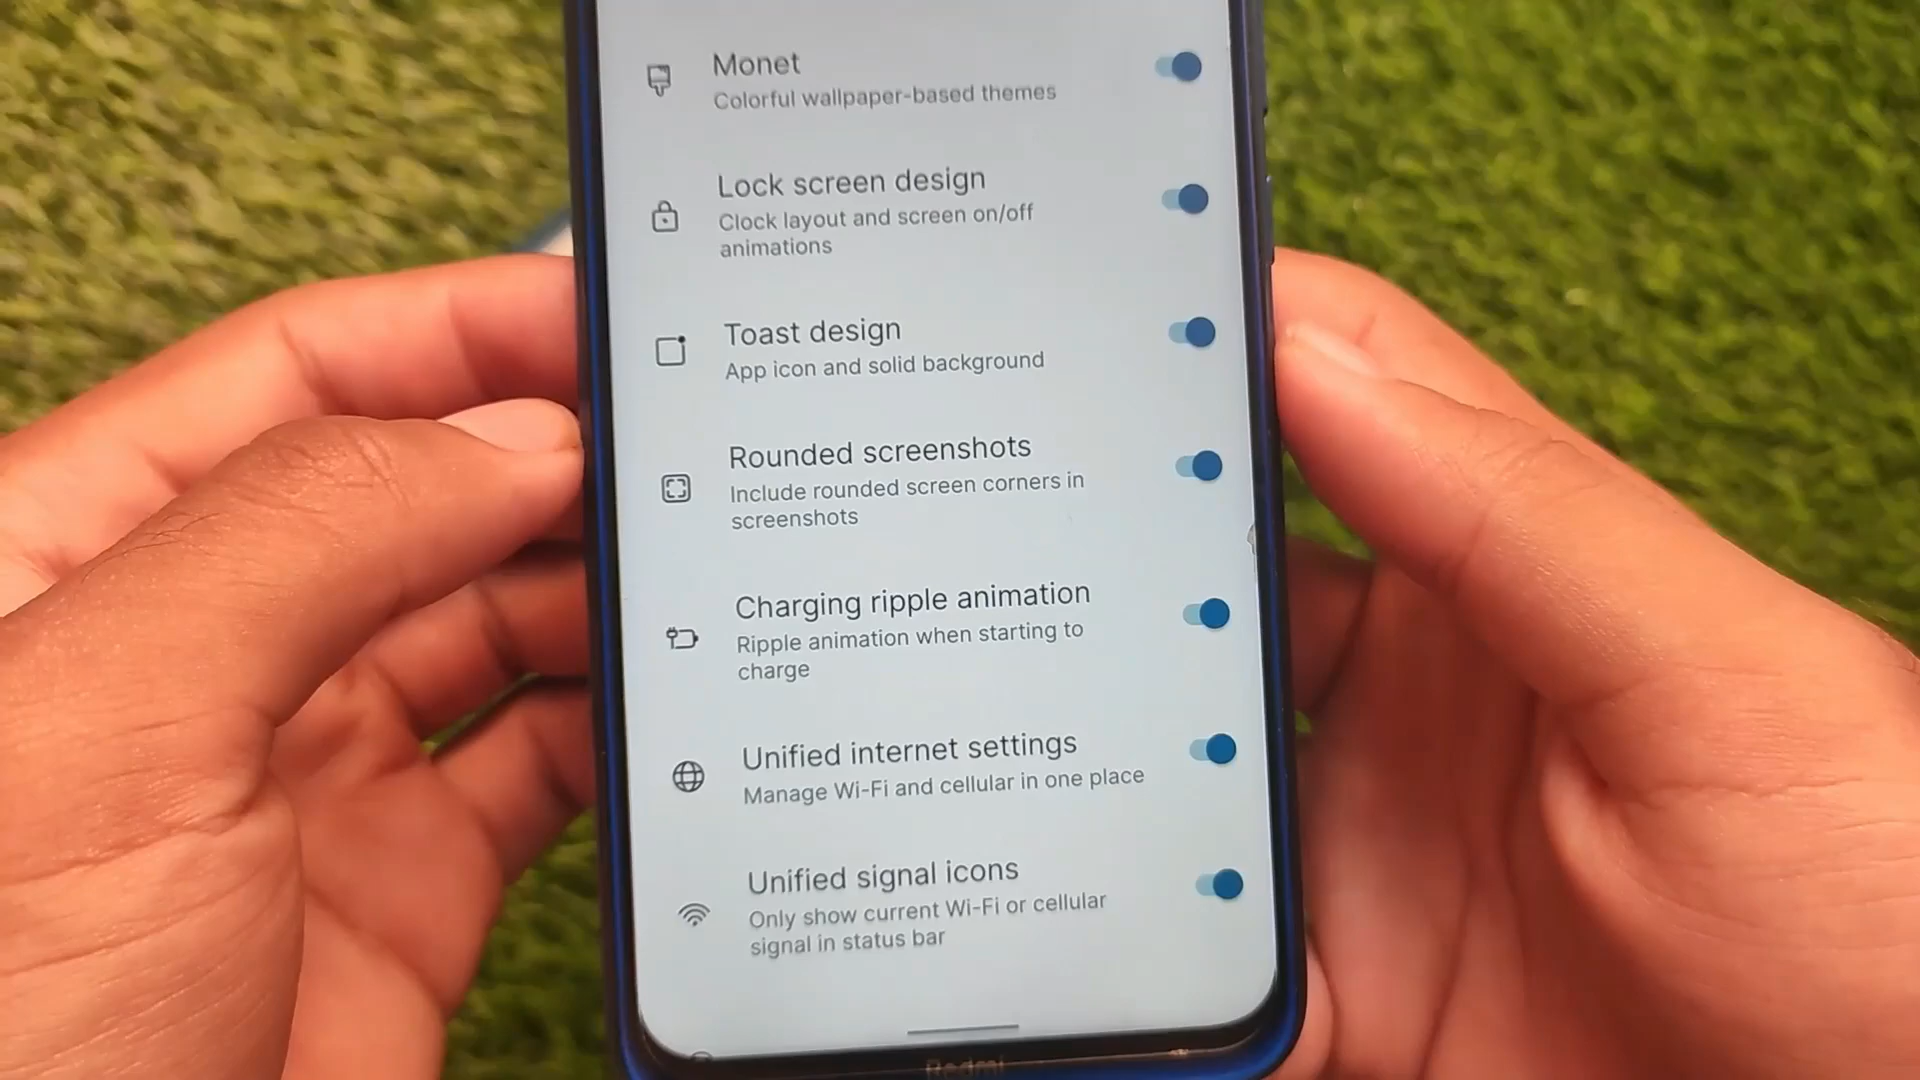 Monet
Colorful wallpaper-based themes
Lock screen design
Clock layout and screen on/off
animations
Toast design
App icon and solid background
Rounded screenshots
Include rounded screen corners in
screenshots
Charging ripple animation
Ripple animation when starting to
charge
Unified internet settings
Manage Wi-Fi and cellular in one place
Unified signal icons
Only show current Wi-Fi or cellular
signal in status bar
Redmi